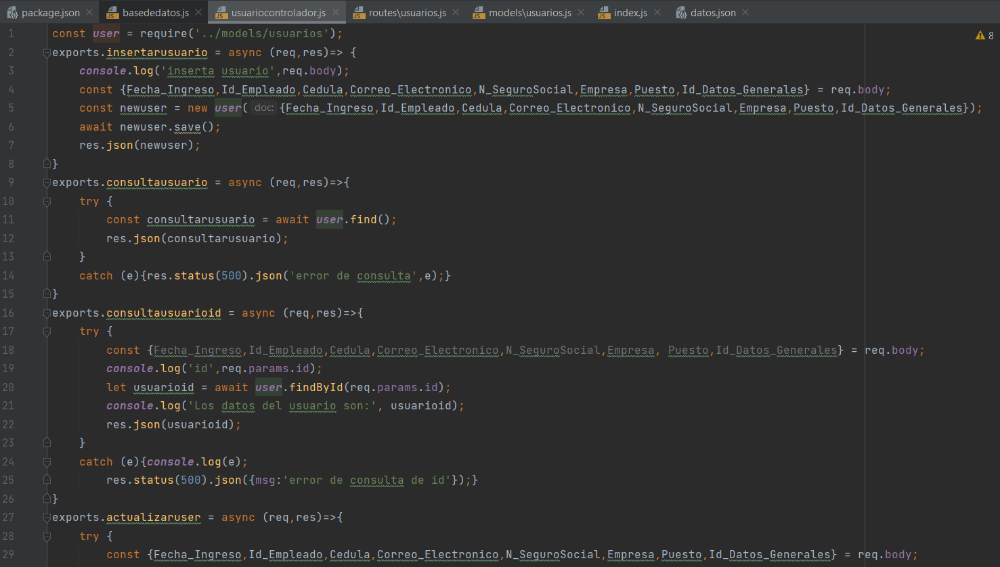 package.json basededatos.js usuariocontrolador.js routes\usuarios.js models\usuarios.js index.js datos.json
8
1 const user = require('../models/usuarios');
2 exports.insertarusuario = async (req,res)=> {
3 console.log('inserta usuario',req.body);
4 const {Fecha_Ingreso,Id_Empleado,Cedula,Correo_Electronico,N_SeguroSocial,Empresa,Puesto,Id_Datos_Generales} = req.body;
5 const newuser = new user( doc: {Fecha_Ingreso,Id_Empleado,Cedula,Correo_Electronico,N_SeguroSocial,Empresa,Puesto,Id_Datos_Generales});
6 await newuser.save();
7 res.json(newuser);
8 }
9 exports.consultausuario = async (req,res)=>{
10 try {
11 const consultarusuario = await user.find();
12 res.json(consultarusuario);
13 }
14 catch (e){res.status(500).json('error de consulta',e);}
15 }
16 exports.consultausuarioid = async (req,res)=>{
17 try {
18 const {Fecha_Ingreso,Id_Empleado,Cedula,Correo_Electronico,N_SeguroSocial,Empresa, Puesto,Id_Datos_Generales} = req.body;
19 console.log('id',req.params.id);
20 let usuarioid = await user.findById(req.params.id);
21 console.log('Los datos del usuario son:', usuarioid);
22 res.json(usuarioid);
23 }
24 catch (e){console.log(e);
25 res.status(500).json({msg:'error de consulta de id'});}
26 }
27 exports.actualizaruser = async (req,res)=>{
28 try {
29 const {Fecha_Ingreso,Id_Empleado,Cedula,Correo_Electronico,N_SeguroSocial,Empresa,Puesto,Id_Datos_Generales} = req.body;